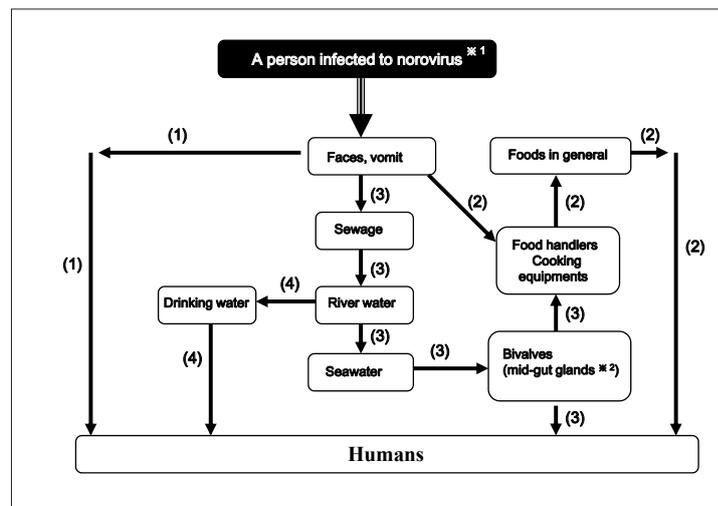 A person infected to norovirus ※1
(1)
Faces, vomit
Foods in general
(2)
(3)
(2)
(2)
Sewage
Food handlers
Cooking
equipments
(1)
(2)
(3)
Drinking water
(4)
River water
(3)
(4)
(3)
Seawater
(3)
Bivalves
(mid-gut glands ※2)
(3)
Humans